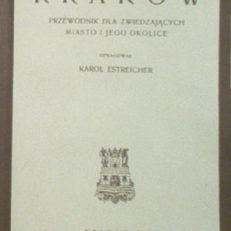 KRAKÓW
PRZEWODNIK DLA ZWIEDZAJĄCYCH
MIASTO I JEGO OKOLICE
OPRACOWAŁ
KAROL ESTREICHER